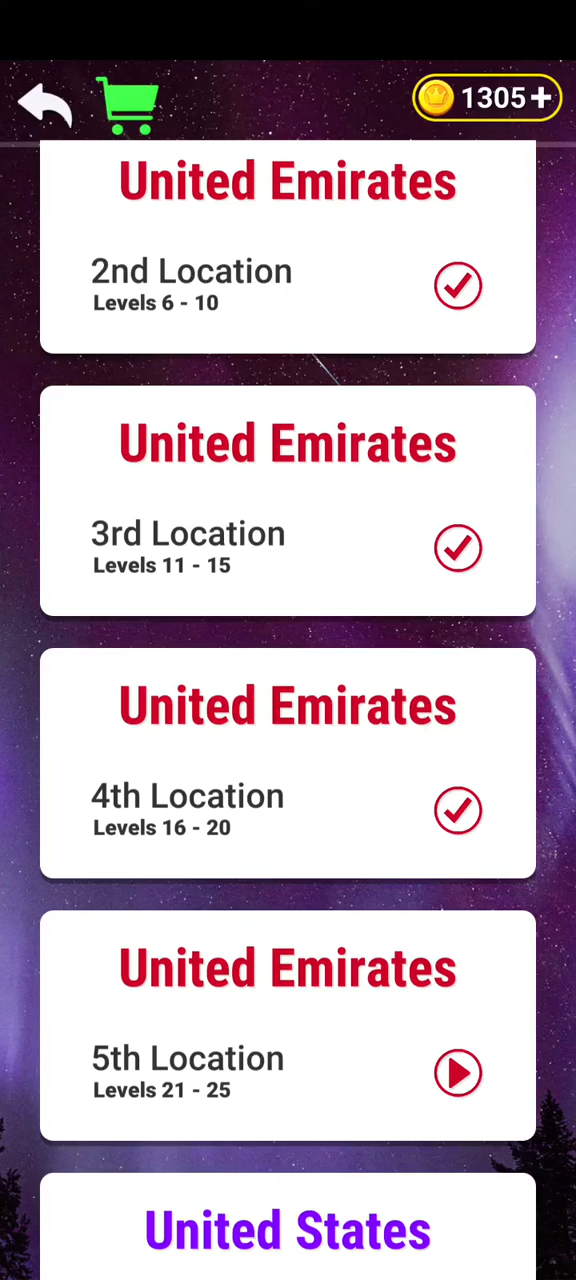 1305+
United Emirates
2nd Location
Levels 6 - 10
United Emirates
3rd Location
Levels 11 - 15
United Emirates
4th Location
Levels 16 - 20
United Emirates
5th Location
Levels 21 - 25
United States